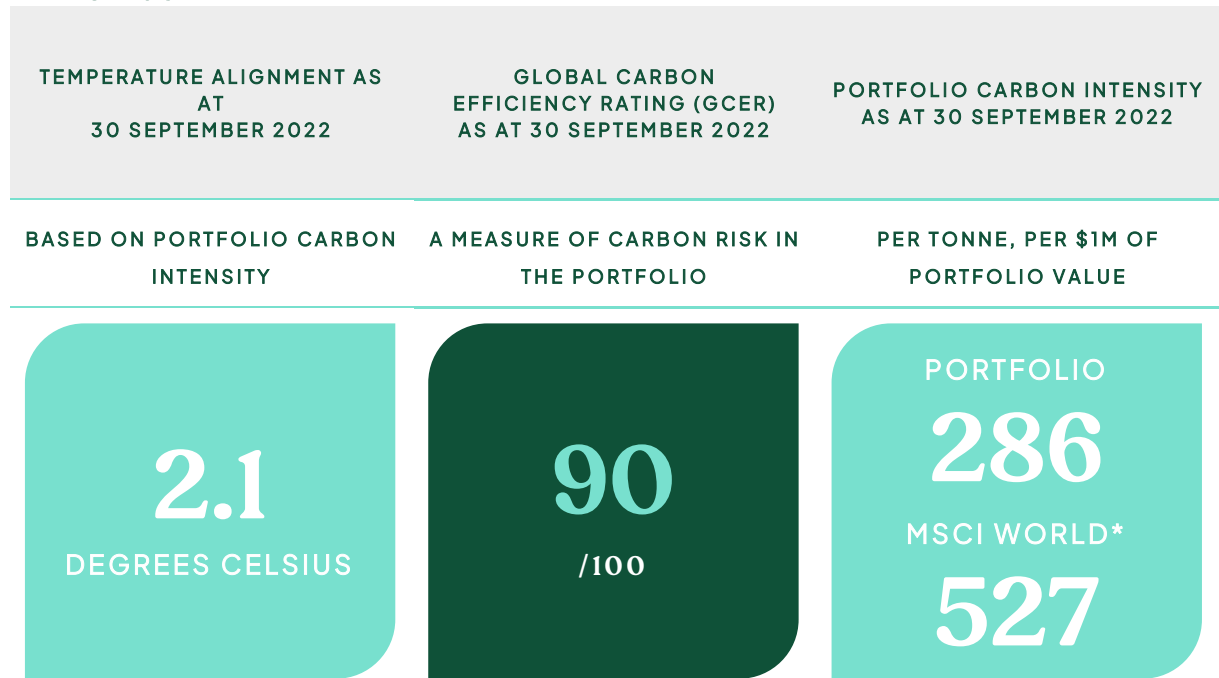 TEMPERATURE ALIGNMENT AS
AT
30 SEPTEMBER 2022
GLOBAL CARBON
EFFICIENCY RATING (GCER)
AS AT 30 SEPTEMBER 2022
PORTFOLIO CARBON INTENSITY
AS AT 30 SEPTEMBER 2022
BASED ON PORTFOLIO CARBON
INTENSITY
A MEASURE OF CARBON RISK IN
THE PORTFOLIO
PER TONNE, PER $1M OF
PORTFOLIO VALUE
2.1
DEGREES CELSIUS
90
/100
PORTFOLIO
286
MSCI WORLD*
527